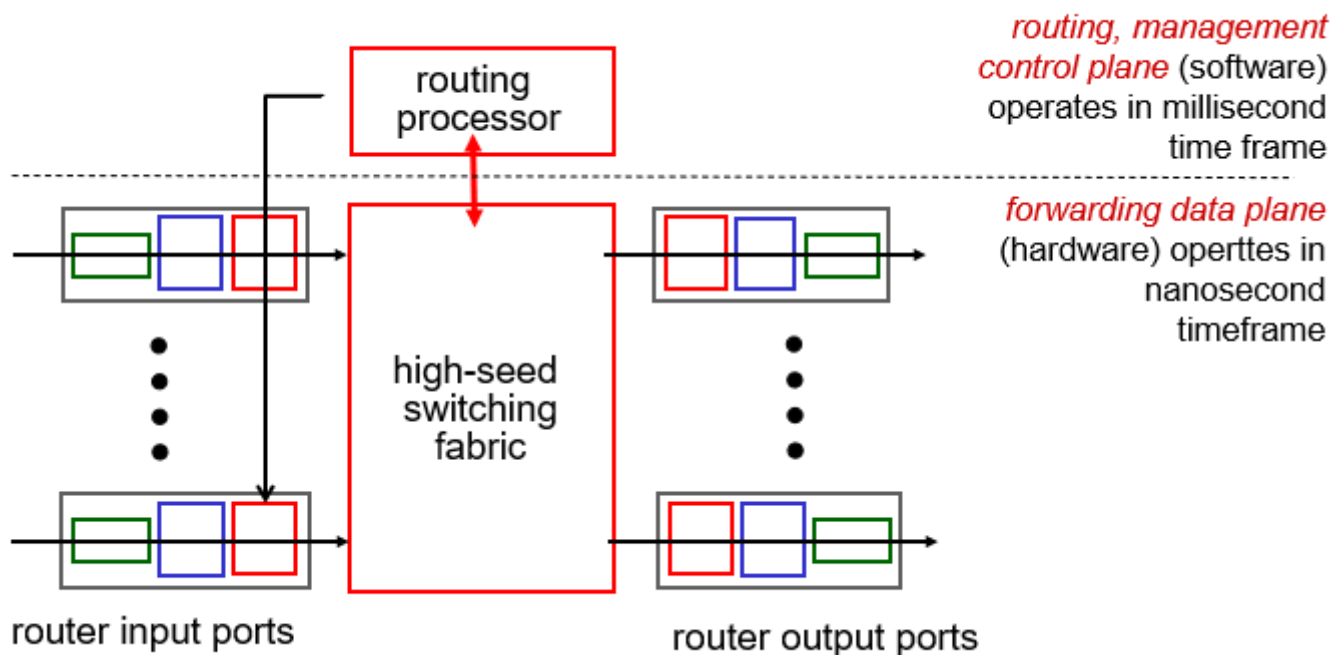 routing, management
control plane (software)
operates in millisecond
time frame
routing
processor
forwarding data plane
(hardware) operttes in
nanosecond
timeframe
high-seed
switching
fabric
router input ports
router output ports